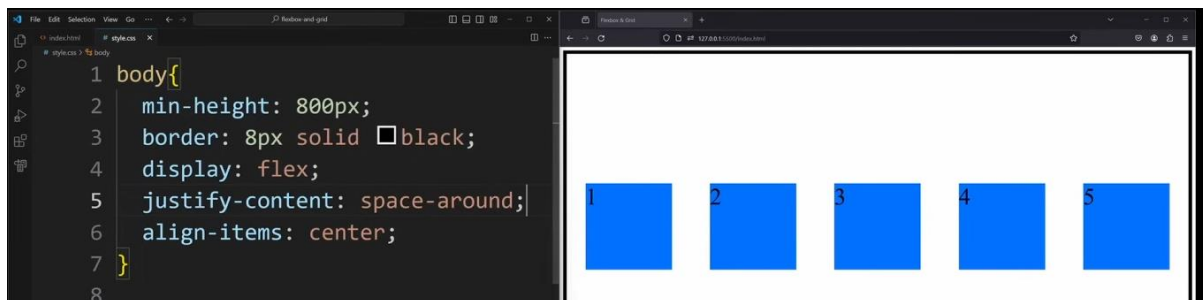 File Edit Selection View Go ··· ← → flexbox-and-grid
index.html # style.css ×
# style.css > body
1 body{
2 min-height: 800px;
3 border: 8px solid black;
4 display: flex;
5 justify-content: space-around;
6 align-items: center;
7 }
8
Flexbox & Grid × +
127.0.0.1:5500/index.html
1 2 3 4 5